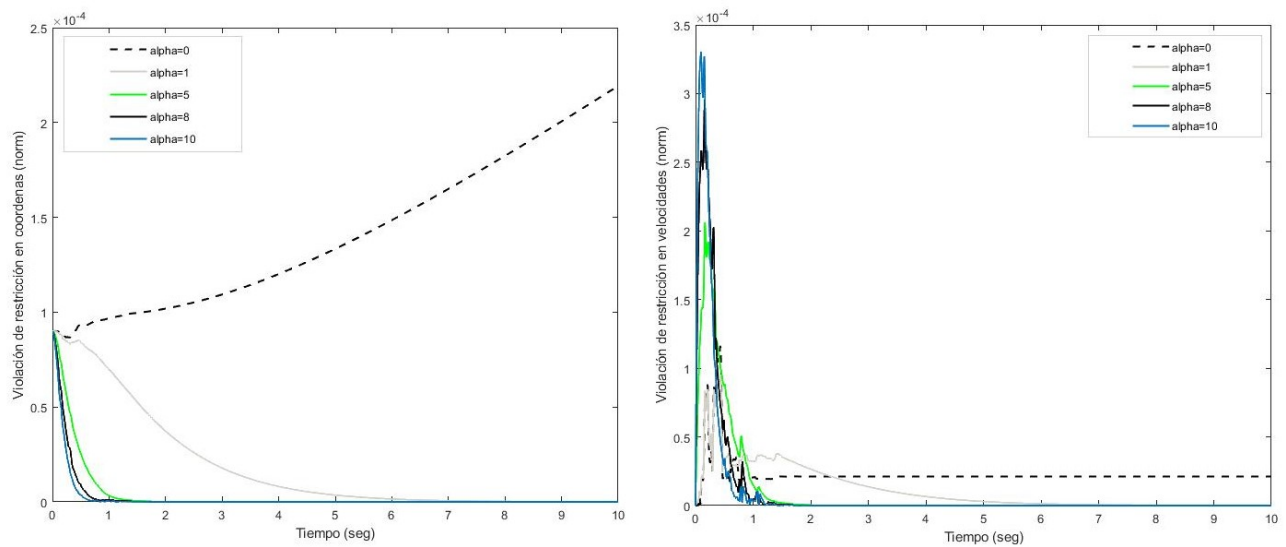 ×10⁻⁴
2.5
2
1.5
1
0.5
0
Violación de restricción en coordenas (norm)
alpha=0
alpha=1
alpha=5
alpha=8
alpha=10
0 1 2 3 4 5 6 7 8 9 10
Tiempo (seg)
×10⁻⁴
3.5
3
2.5
2
1.5
1
0.5
0
Violación de restricción en velocidades (norm)
alpha=0
alpha=1
alpha=5
alpha=8
alpha=10
0 1 2 3 4 5 6 7 8 9 10
Tiempo (seg)